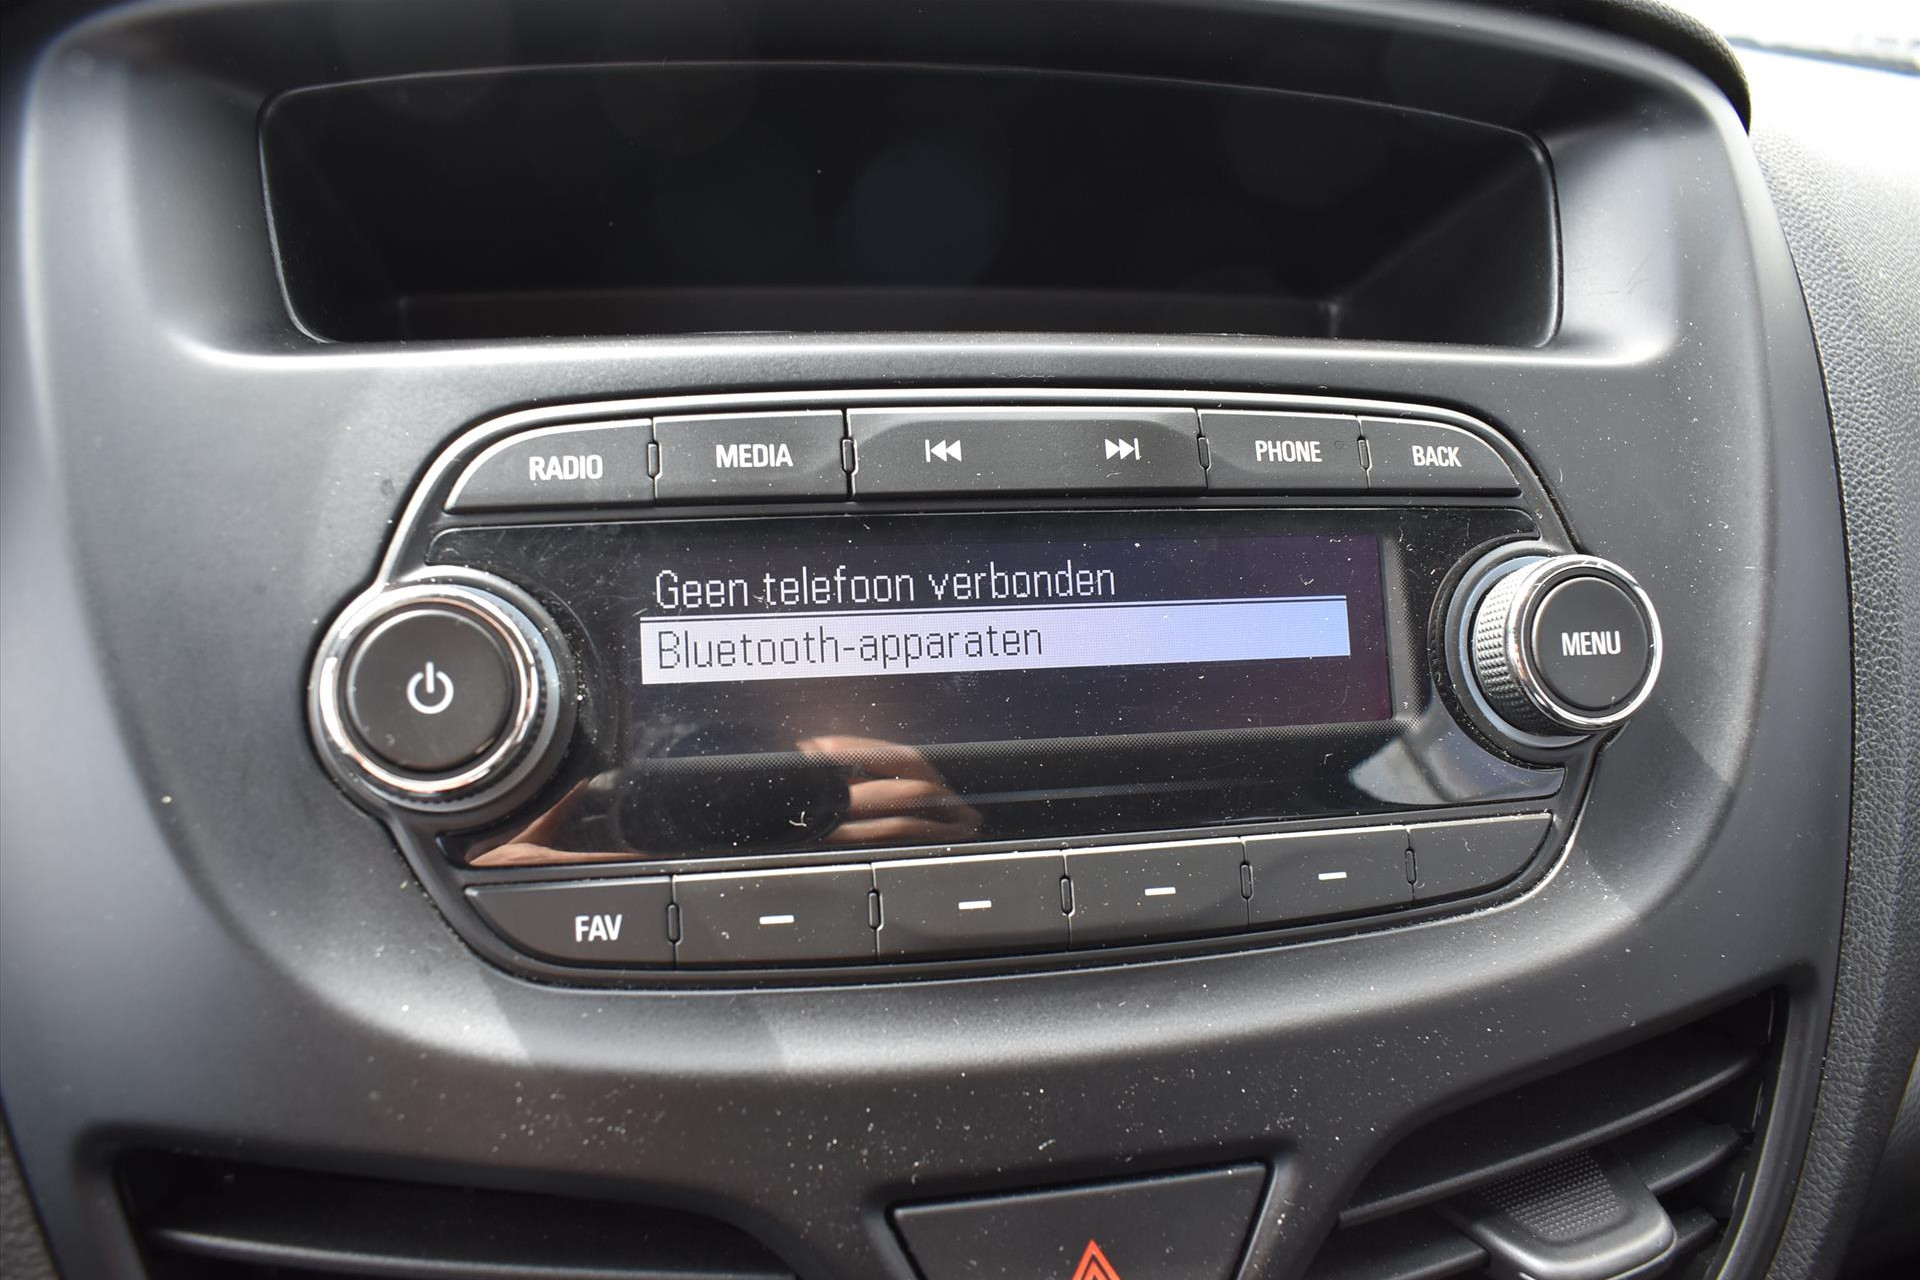 RADIO MEDIA PHONE BACK
Geen telefoon verbonden
Bluetooth-apparaten
MENU
FAV